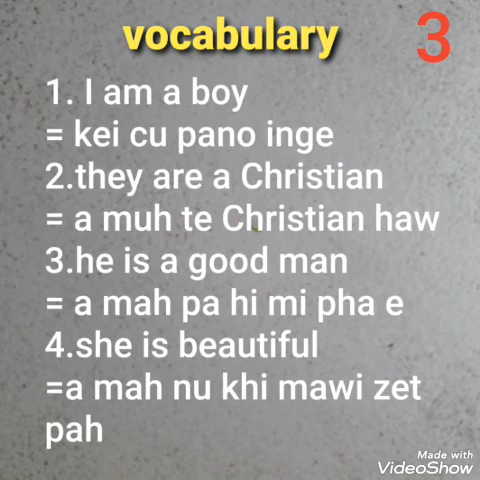 vocabulary 3
1. I am a boy
= kei cu pano inge
2.they are a Christian
= a muh te Christian haw
3.he is a good man
= a mah pa hi mi pha e
4.she is beautiful
=a mah nu khi mawi zet
pah
Made with
VideoShow